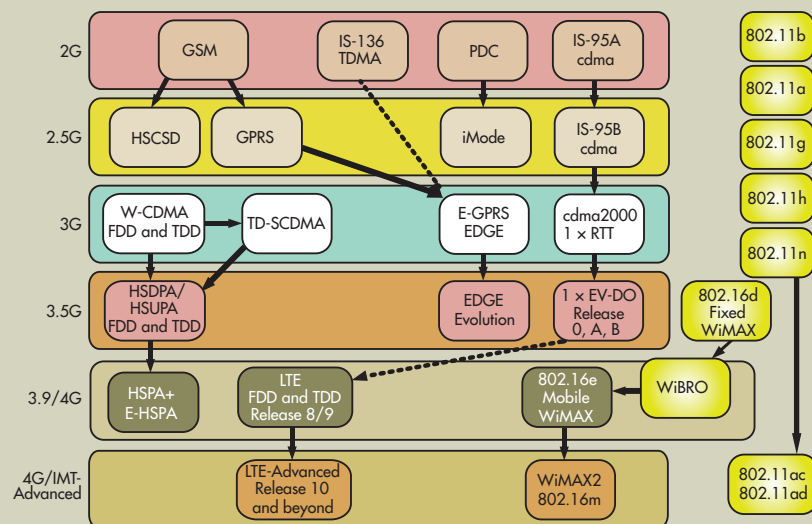 2G
GSM
IS-136
TDMA
PDC
IS-95A
cdma
802.11b
802.11a
2.5G
HSCSD
GPRS
iMode
IS-95B
cdma
802.11g
802.11h
3G
W-CDMA
FDD and TDD
TD-SCDMA
E-GPRS
EDGE
cdma2000
1 × RTT
802.11n
3.5G
HSDPA/
HSUPA
FDD and TDD
EDGE
Evolution
1 × EV-DO
Release
0, A, B
802.16d
Fixed
WiMAX
3.9/4G
HSPA+
E-HSPA
LTE
FDD and TDD
Release 8/9
802.16e
Mobile
WiMAX
WiBRO
4G/IMT-
Advanced
LTE-Advanced
Release 10
and beyond
WiMAX2
802.16m
802.11ac
802.11ad